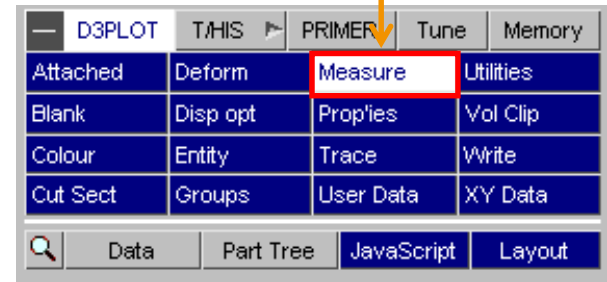 D3PLOT T/HIS PRIMER Tune Memory
Attached Deform Measure Utilities
Blank Disp opt Prop'ies Vol Clip
Colour Entity Trace Write
Cut Sect Groups User Data XY Data
Data Part Tree JavaScript Layout